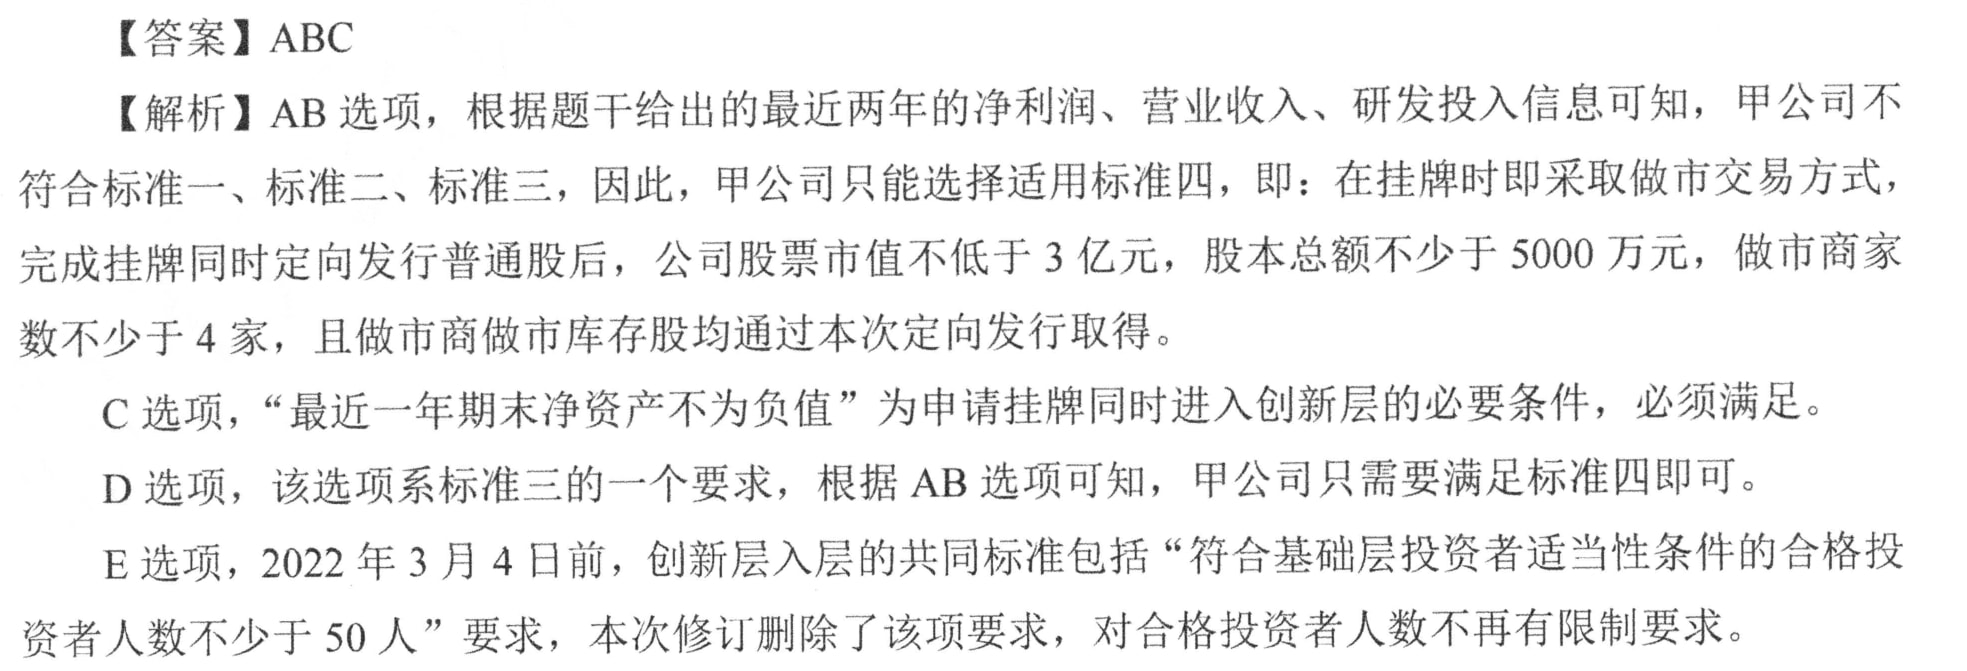 【答案】ABC
【解析】AB 选项，根据题干给出的最近两年的净利润、营业收入、研发投入信息可知，甲公司不
符合标准一、标准二、标准三，因此，甲公司只能选择适用标准四，即：在挂牌时即采取做市交易方式，
完成挂牌同时定向发行普通股后，公司股票市值不低于 3 亿元，股本总额不少于 5000 万元，做市商家
数不少于 4 家，且做市商做市库存股均通过本次定向发行取得。
C 选项，“最近一年期末净资产不为负值”为申请挂牌同时进入创新层的必要条件，必须满足。
D 选项，该选项系标准三的一个要求，根据 AB 选项可知，甲公司只需要满足标准四即可。
E 选项，2022 年 3 月 4 日前，创新层入层的共同标准包括“符合基础层投资者适当性条件的合格投
资者人数不少于 50 人”要求，本次修订删除了该项要求，对合格投资者人数不再有限制要求。